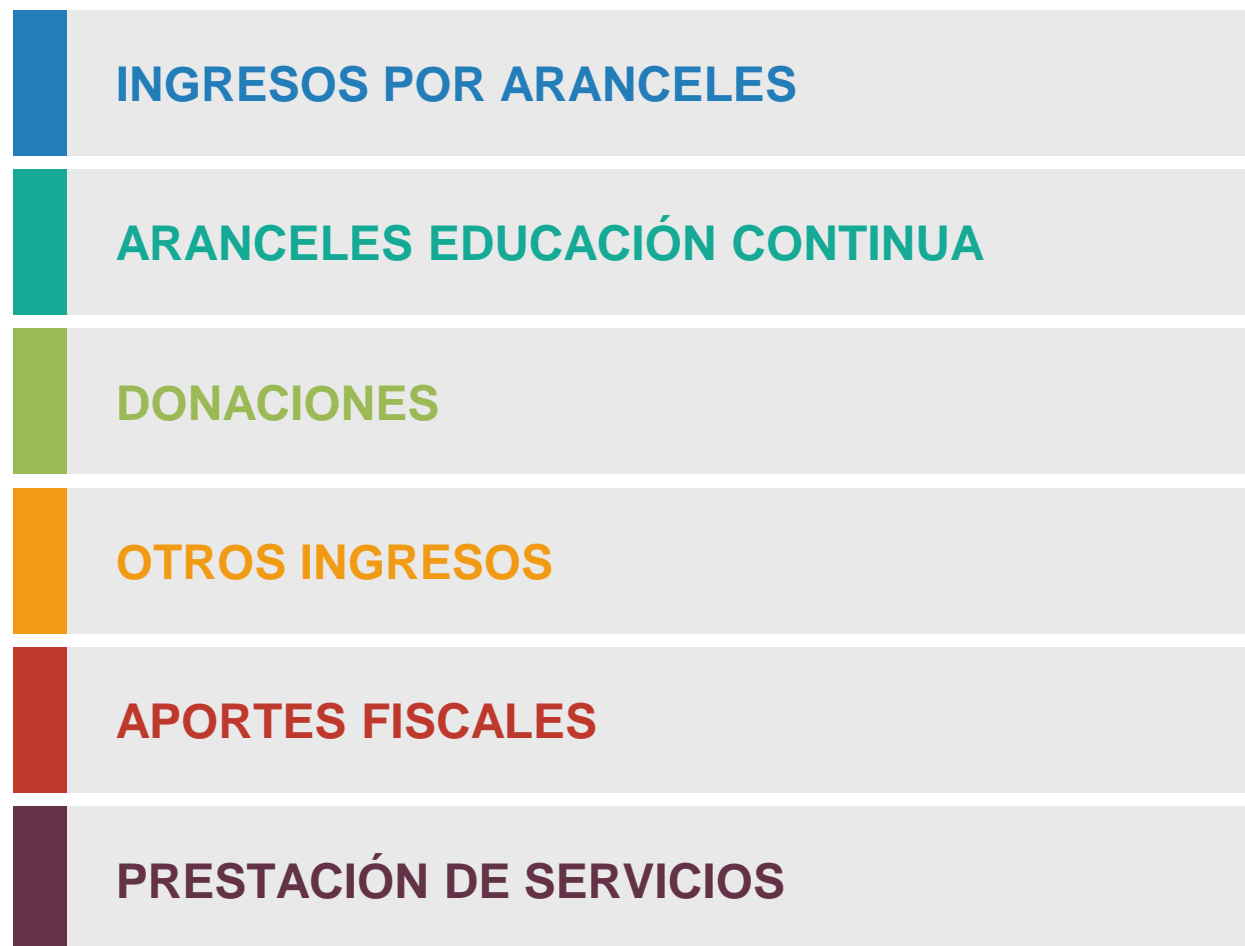 INGRESOS POR ARANCELES
ARANCELES EDUCACIÓN CONTINUA
DONACIONES
OTROS INGRESOS
APORTES FISCALES
PRESTACIÓN DE SERVICIOS